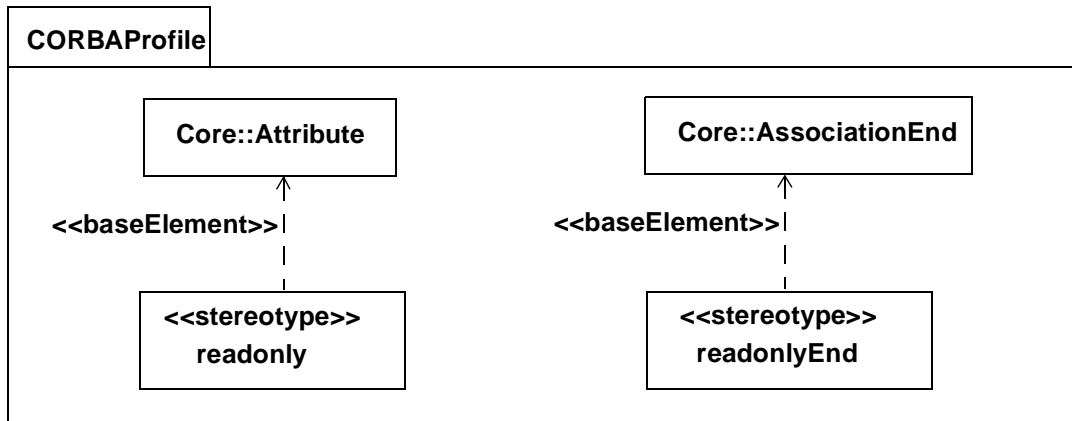 CORBAProfile
Core::Attribute
Core::AssociationEnd
<<baseElement>>
<<baseElement>>
<<stereotype>>
readonly
<<stereotype>>
readonlyEnd